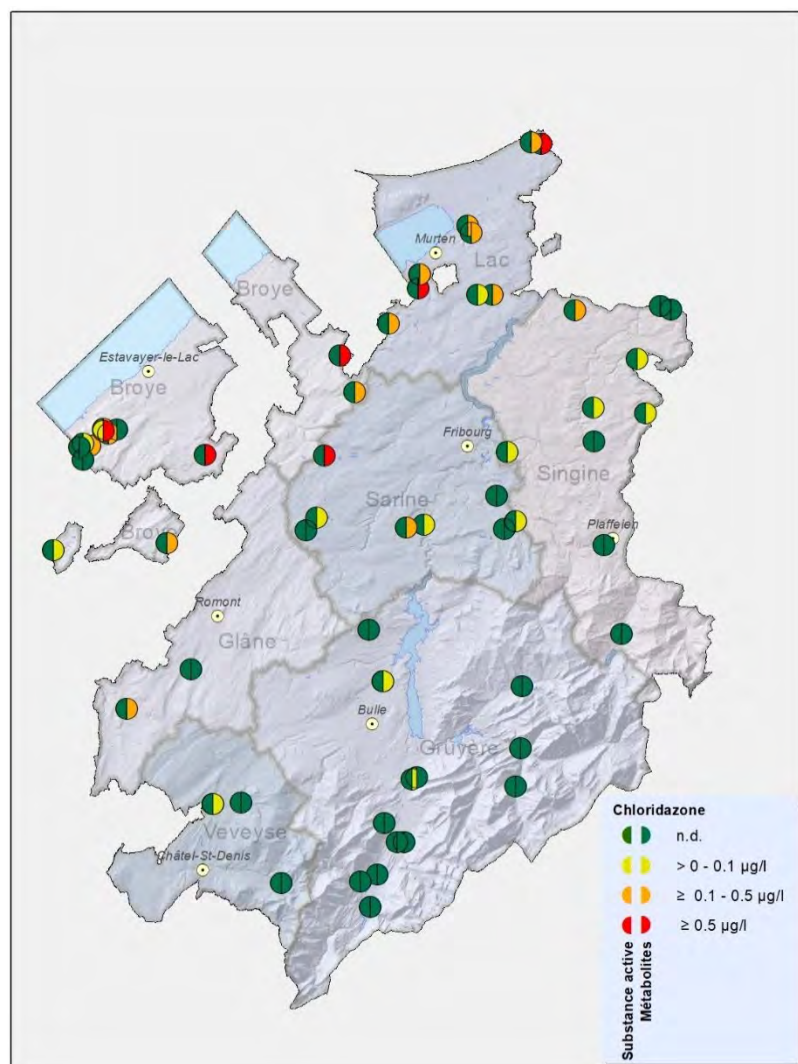 Murten
Lac
Broye
Estavayer-le-Lac
Broye
Fribourg
Singine
Sarine
Broye
Plaffeien
Romont
Glâne
Bulle
Gruyère
Veveyse
Châtel-St-Denis
Chloridazone
n.d.
> 0 - 0.1 µg/l
≥ 0.1 - 0.5 µg/l
≥ 0.5 µg/l
Substance active
Métabolites